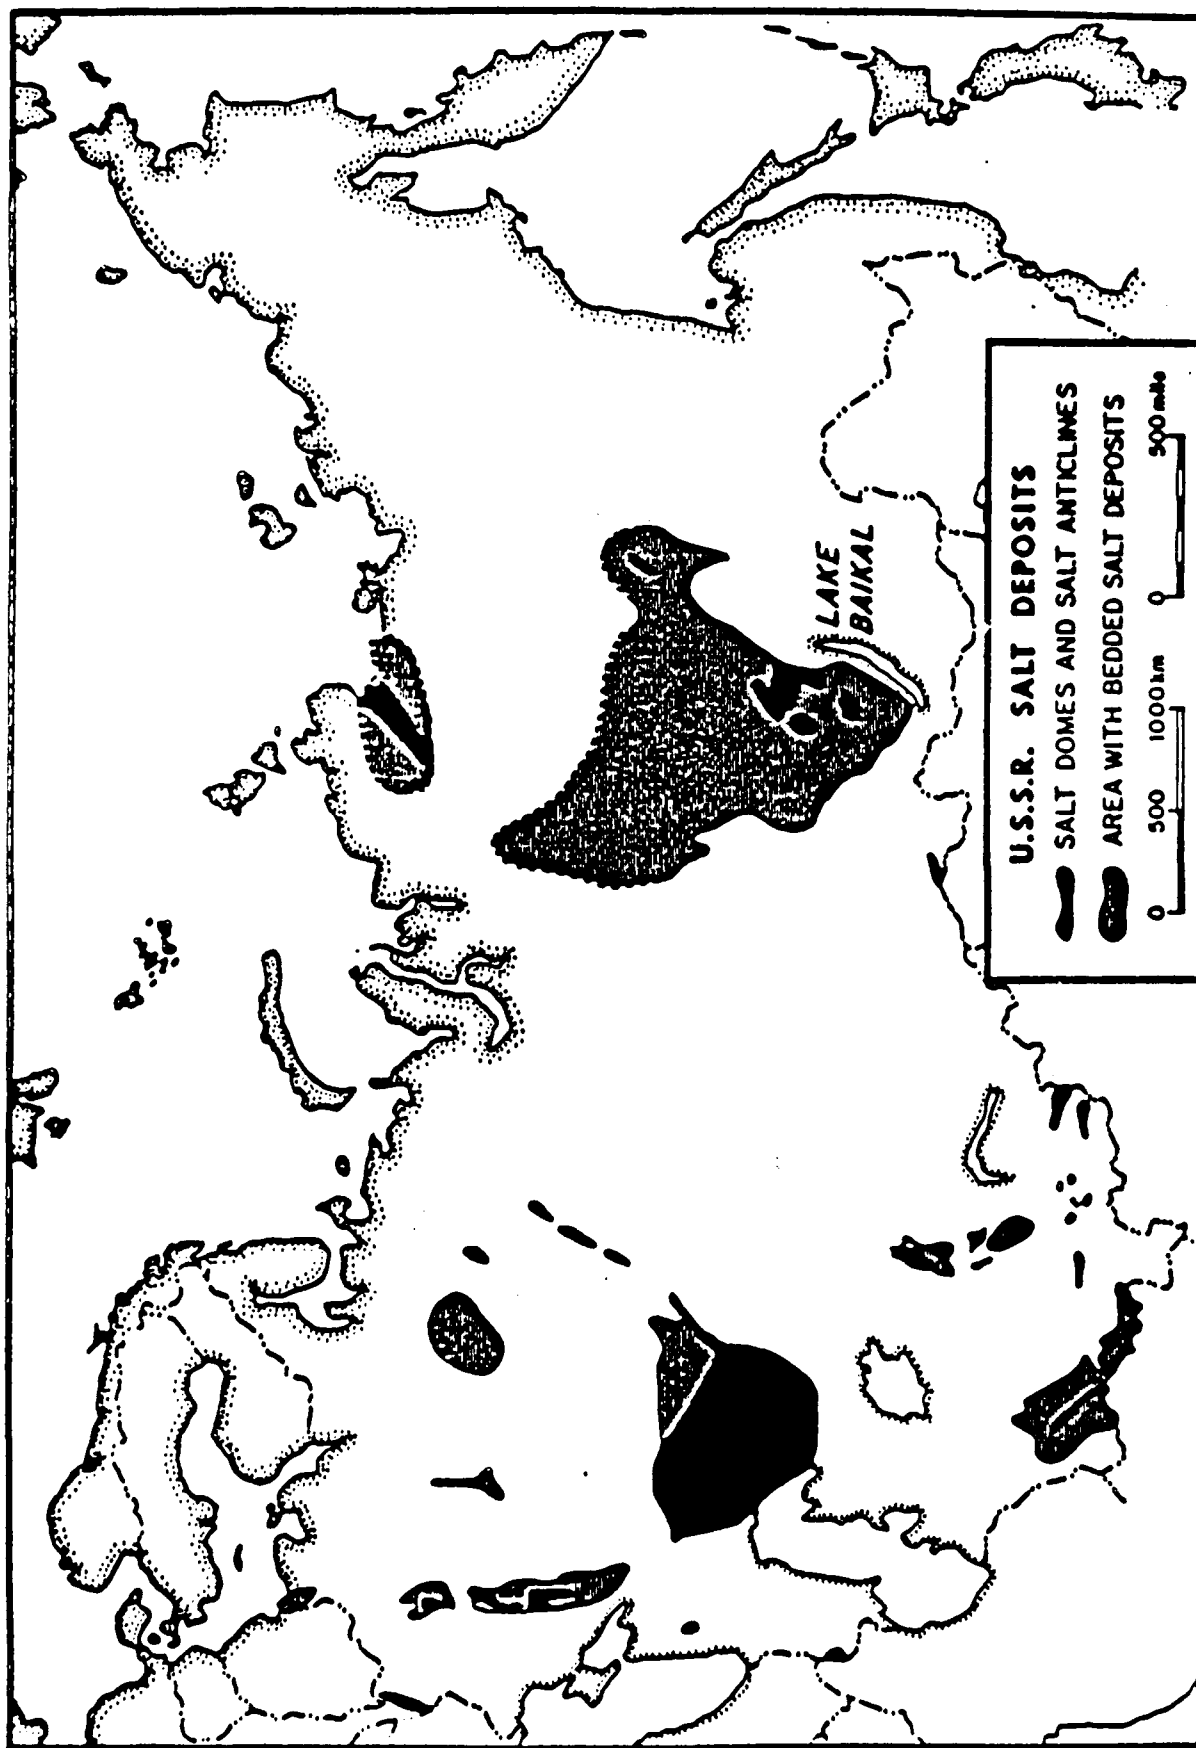 LAKE
BAIKAL
U.S.S.R. SALT DEPOSITS
SALT DOMES AND SALT ANTICLINES
AREA WITH BEDDED SALT DEPOSITS
0 500 1000 km 0 500 mile